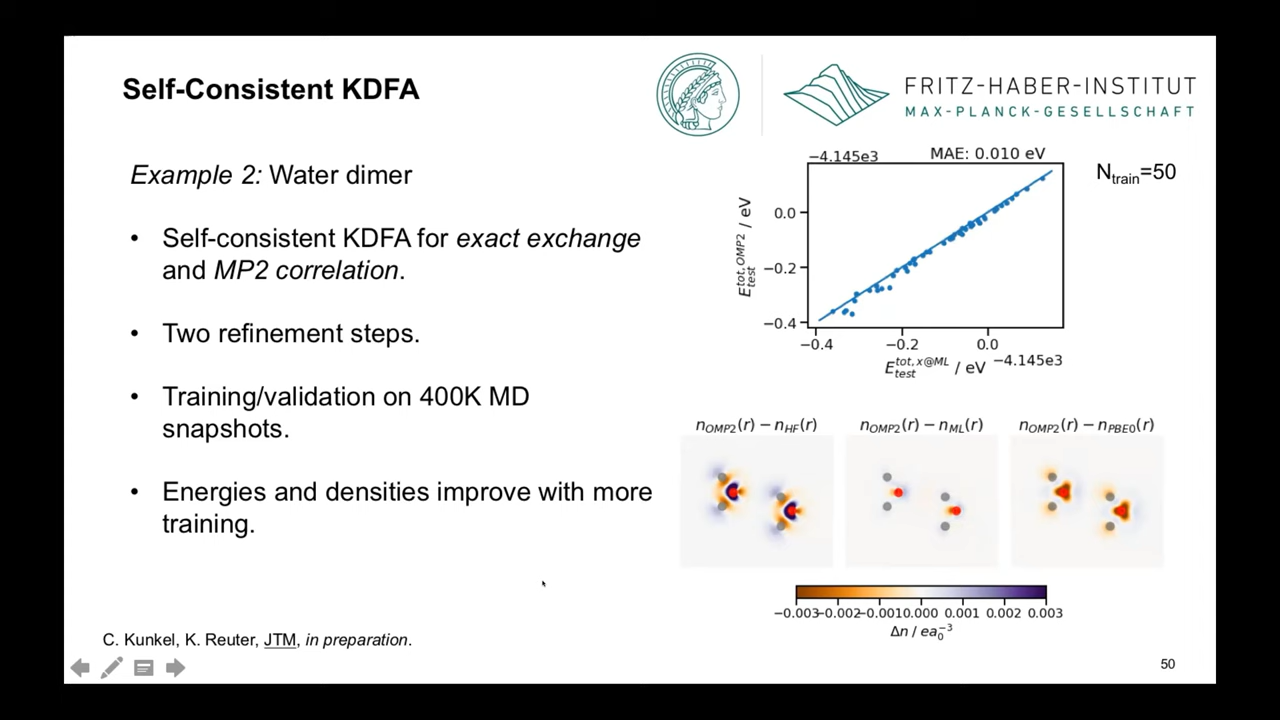 Self-Consistent KDFA
FRITZ-HABER-INSTITUT
MAX-PLANCK-GESELLSCHAFT
Example 2: Water dimer
• Self-consistent KDFA for exact exchange
and MP2 correlation.
• Two refinement steps.
• Training/validation on 400K MD
snapshots.
• Energies and densities improve with more
training.
−4.145e3 MAE: 0.010 eV
N_train=50
E_test^{tot,OMP2} / eV
0.0
−0.2
−0.4
−0.4 −0.2 0.0
E_test^{tot,x@ML} / eV −4.145e3
n_OMP2(r) − n_HF(r) n_OMP2(r) − n_ML(r) n_OMP2(r) − n_PBE0(r)
−0.003−0.002−0.0010.000 0.001 0.002 0.003
Δn / ea_0^{−3}
C. Kunkel, K. Reuter, JTM, in preparation.
50